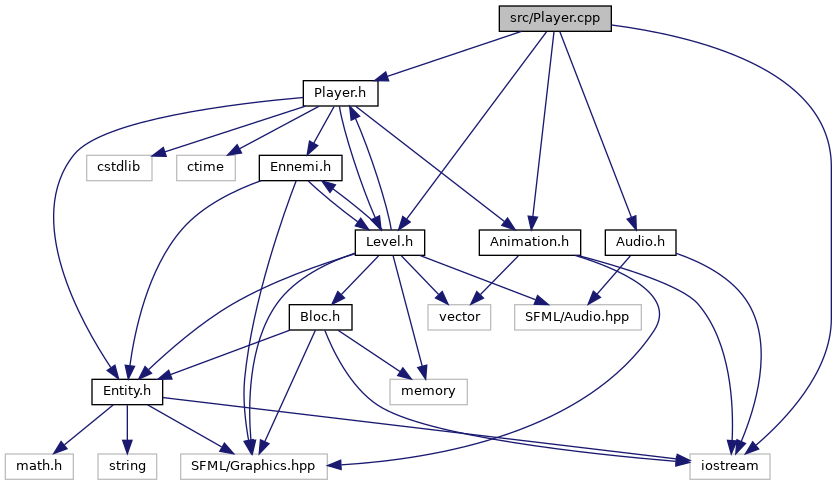 src/Player.cpp
Player.h
cstdlib
ctime
Ennemi.h
Level.h
Animation.h
Audio.h
Bloc.h
vector
SFML/Audio.hpp
Entity.h
memory
math.h
string
SFML/Graphics.hpp
iostream